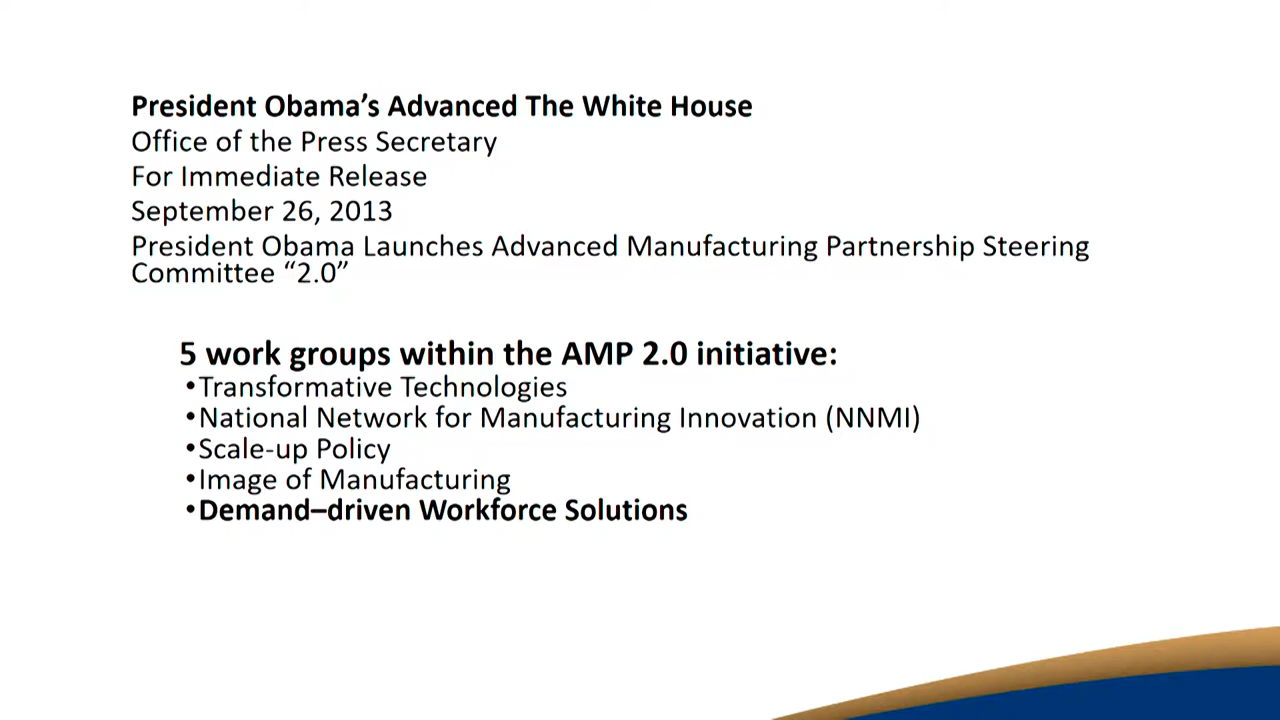 President Obama’s Advanced The White House
Office of the Press Secretary
For Immediate Release
September 26, 2013
President Obama Launches Advanced Manufacturing Partnership Steering
Committee “2.0”
5 work groups within the AMP 2.0 initiative:
•Transformative Technologies
•National Network for Manufacturing Innovation (NNMI)
•Scale-up Policy
•Image of Manufacturing
•Demand–driven Workforce Solutions